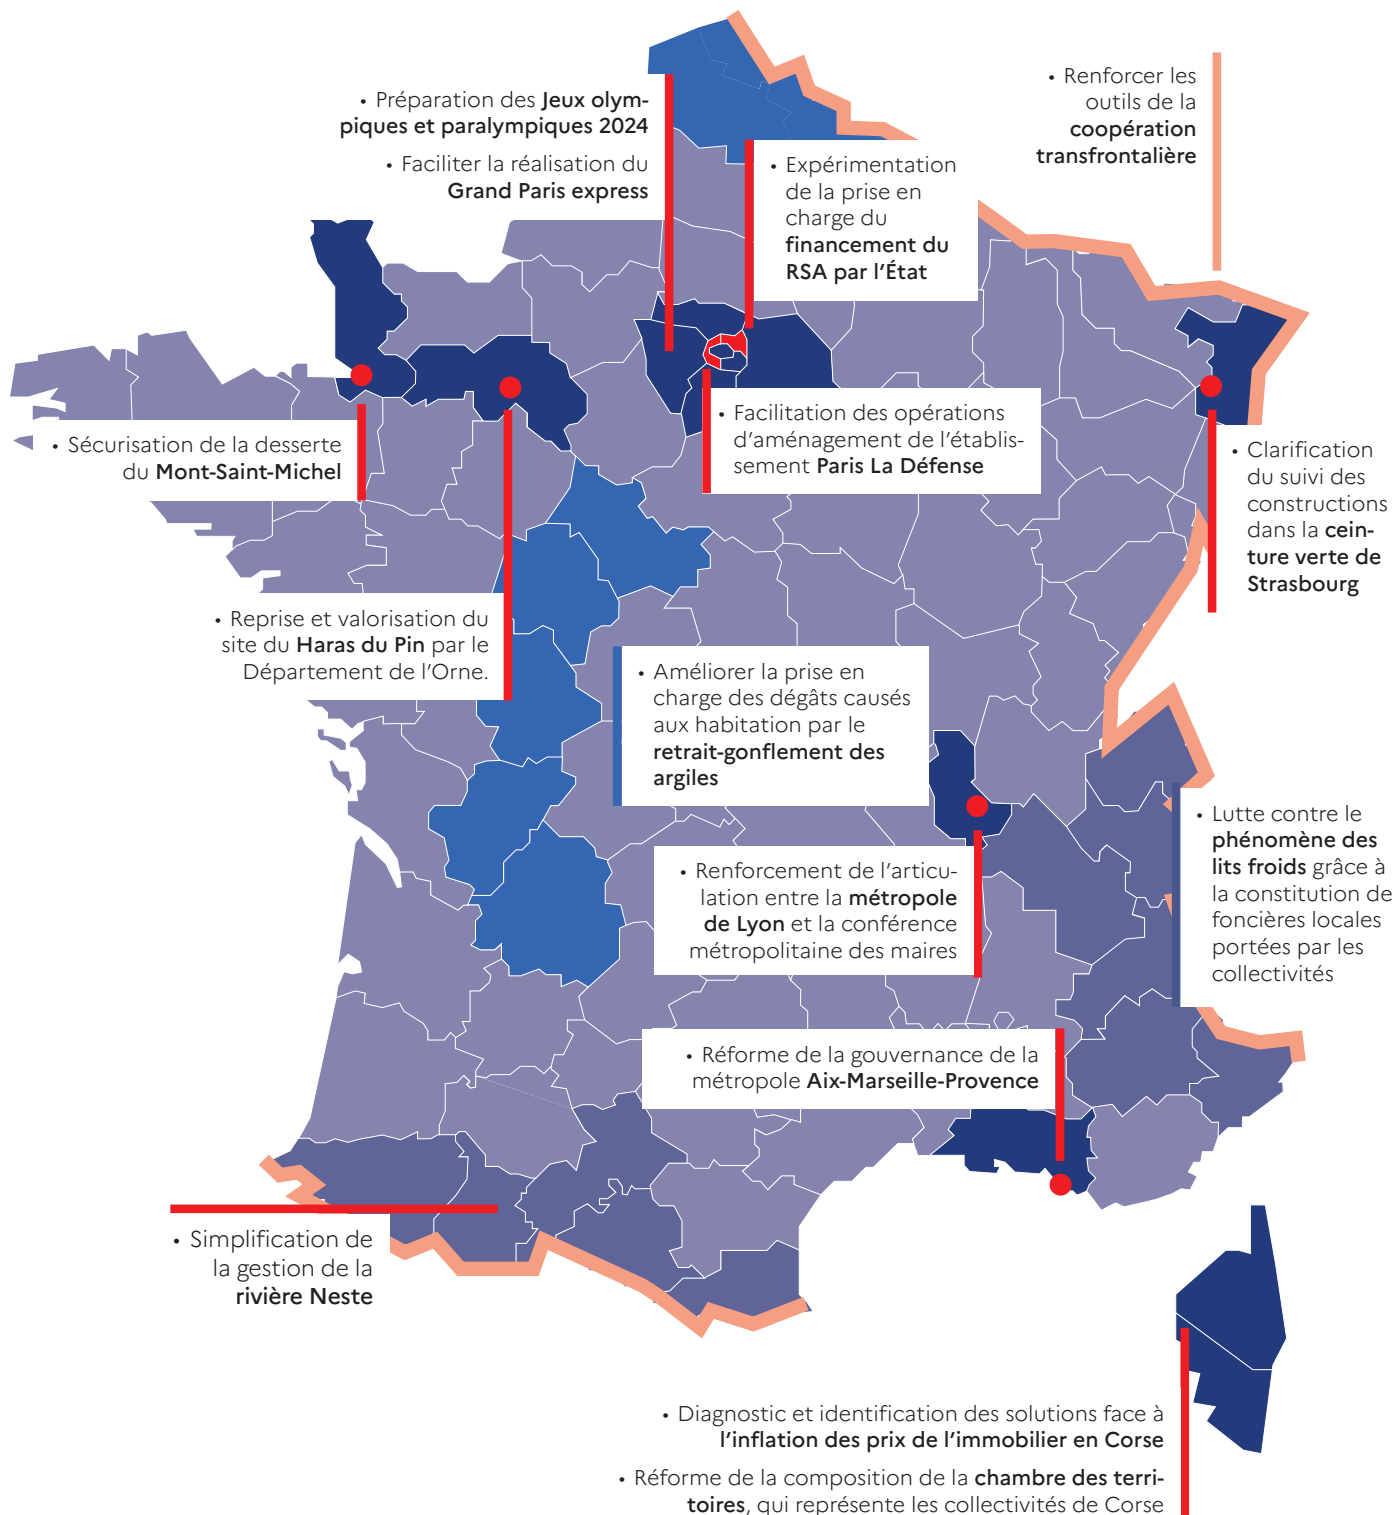 • Préparation des Jeux olym-
piques et paralympiques 2024
• Faciliter la réalisation du
Grand Paris express
• Renforcer les
outils de la
coopération
transfrontalière
• Expérimentation
de la prise en
charge du
financement du
RSA par l'État
• Facilitation des opérations
d'aménagement de l'établis-
sement Paris La Défense
• Sécurisation de la desserte
du Mont-Saint-Michel
• Clarification
du suivi des
constructions
dans la cein-
ture verte de
Strasbourg
• Reprise et valorisation du
site du Haras du Pin par le
Département de l'Orne.
• Améliorer la prise en
charge des dégâts causés
aux habitation par le
retrait-gonflement des
argiles
• Lutte contre le
phénomène des
lits froids grâce à
la constitution de
foncières locales
portées par les
collectivités
• Renforcement de l'articu-
lation entre la métropole
de Lyon et la conférence
métropolitaine des maires
• Réforme de la gouvernance de la
métropole Aix-Marseille-Provence
• Simplification de
la gestion de la
rivière Neste
• Diagnostic et identification des solutions face à
l'inflation des prix de l'immobilier en Corse
• Réforme de la composition de la chambre des terri-
toires, qui représente les collectivités de Corse